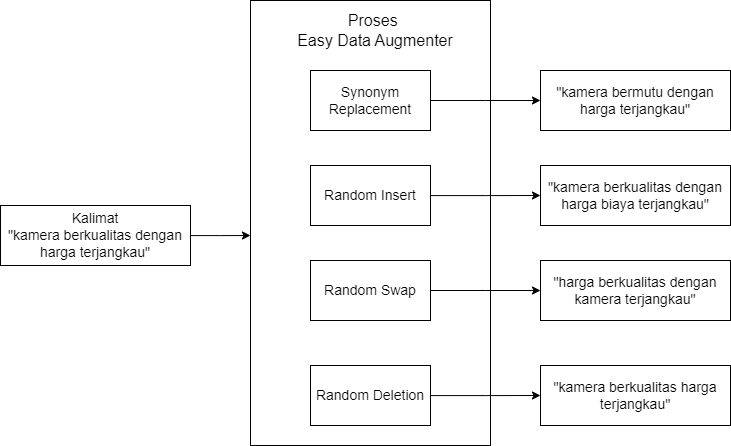 Proses
Easy Data Augmenter
Synonym
Replacement
"kamera bermutu dengan
harga terjangkau"
Random Insert
"kamera berkualitas dengan
harga biaya terjangkau"
Kalimat
"kamera berkualitas dengan
harga terjangkau"
Random Swap
"harga berkualitas dengan
kamera terjangkau"
Random Deletion
"kamera berkualitas harga
terjangkau"